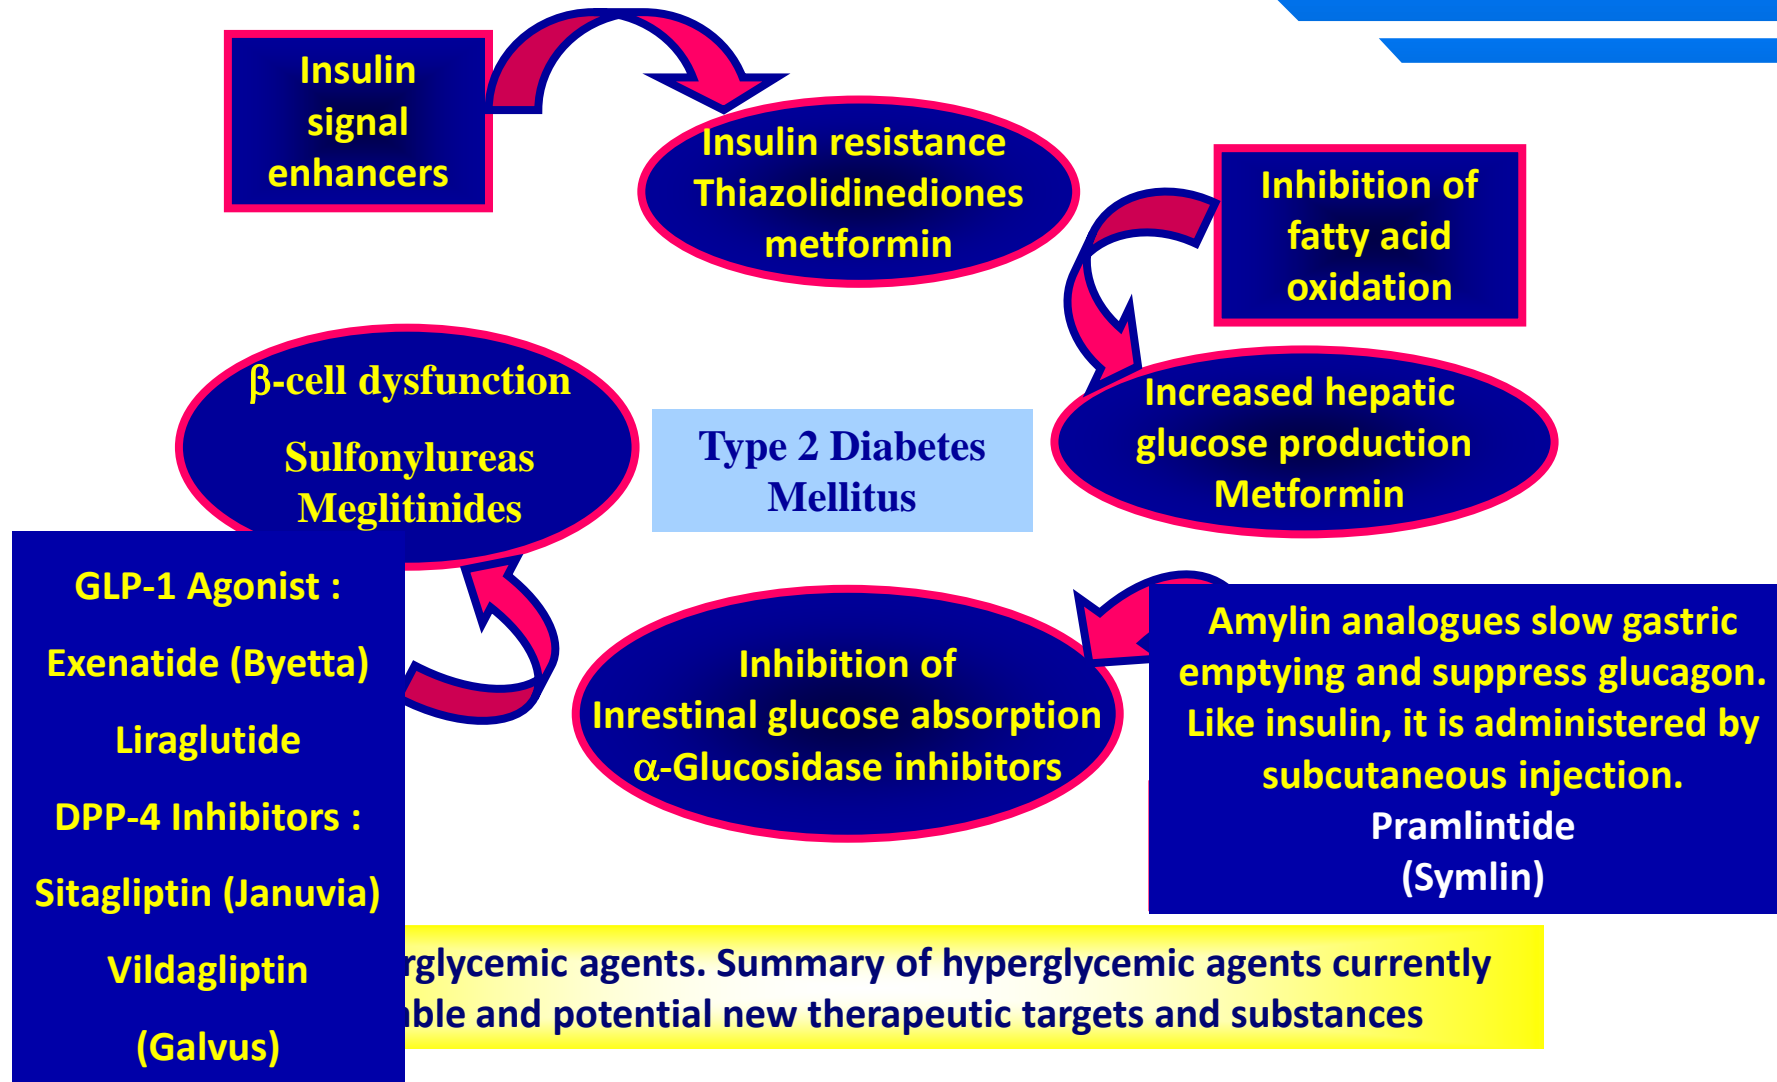 Insulin
signal
enhancers
Insulin resistance
Thiazolidinediones
metformin
Inhibition of
fatty acid
oxidation
β-cell dysfunction
Sulfonylureas
Meglitinides
Type 2 Diabetes
Mellitus
Increased hepatic
glucose production
Metformin
GLP-1 Agonist :
Exenatide (Byetta)
Liraglutide
DPP-4 Inhibitors :
Sitagliptin (Januvia)
Vildagliptin
(Galvus)
Inhibition of
Inrestinal glucose absorption
α-Glucosidase inhibitors
Amylin analogues slow gastric
emptying and suppress glucagon.
Like insulin, it is administered by
subcutaneous injection.
Pramlintide
(Symlin)
agents. Summary of hyperglycemic agents currently
and potential new therapeutic targets and substances